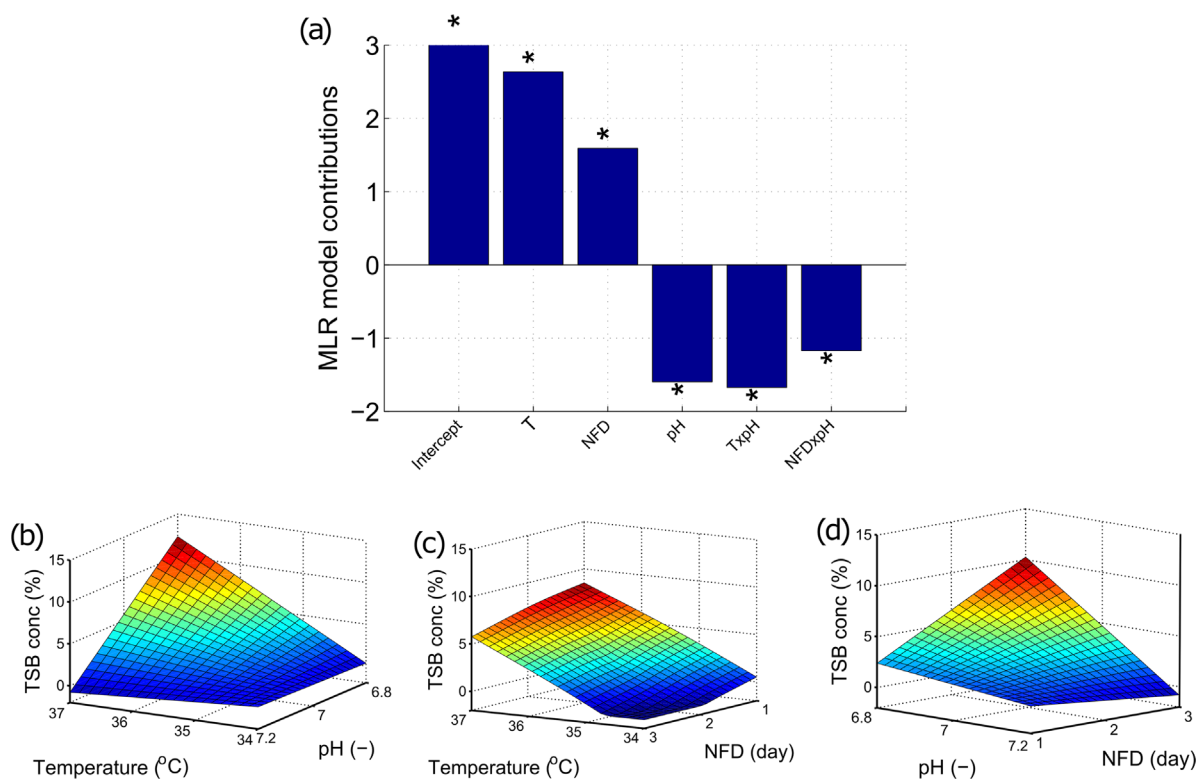 (a)
MLR model contributions
3
2
1
0
−1
−2
*
*
*
*
*
*
Intercept
T
NFD
pH
TxpH
NFDxpH
(b)
TSB conc (%)
15
10
5
0
37
36
35
34
7.2
7
6.8
Temperature (⁰C)
pH (−)
(c)
TSB conc (%)
15
10
5
0
37
36
35
34
3
2
1
Temperature (⁰C)
NFD (day)
(d)
TSB conc (%)
15
10
5
0
6.8
7
7.2
1
2
3
pH (−)
NFD (day)